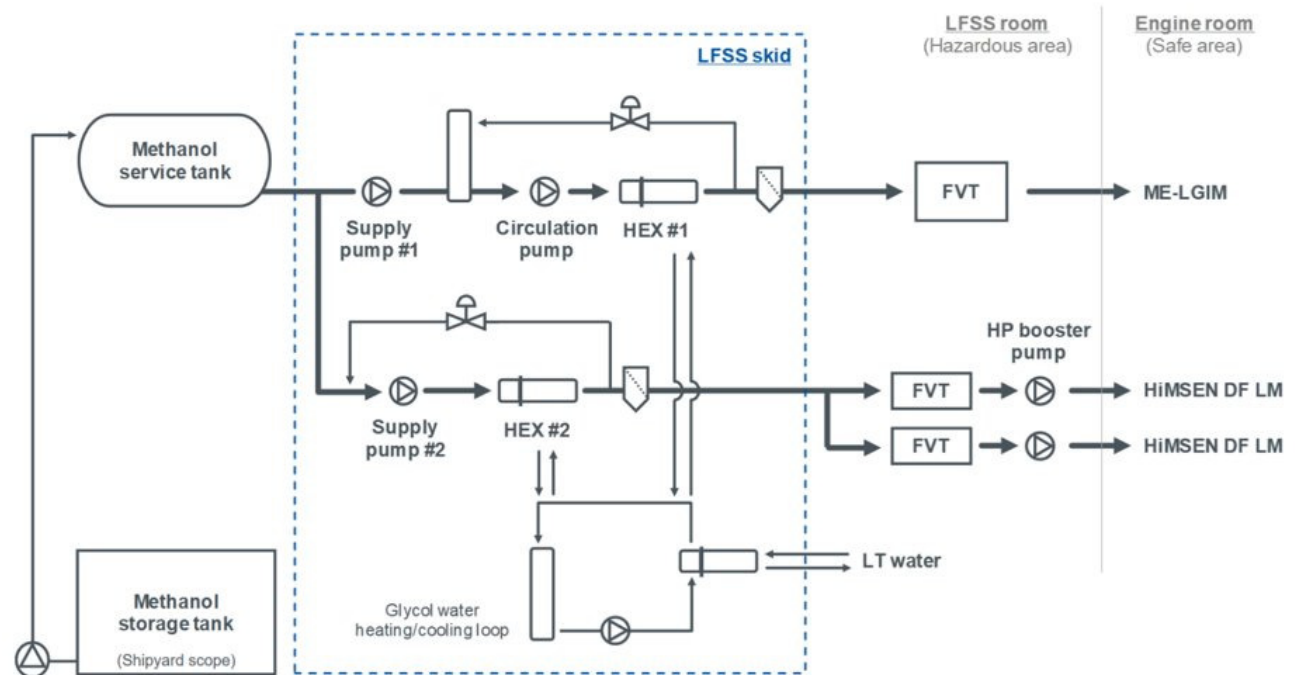 LFSS room
(Hazardous area)
Engine room
(Safe area)
LFSS skid
Methanol
service tank
FVT
ME-LGIM
Supply
pump #1
Circulation
pump
HEX #1
HP booster
pump
FVT
HiMSEN DF LM
Supply
pump #2
HEX #2
FVT
HiMSEN DF LM
LT water
Methanol
storage tank
(Shipyard scope)
Glycol water
heating/cooling loop